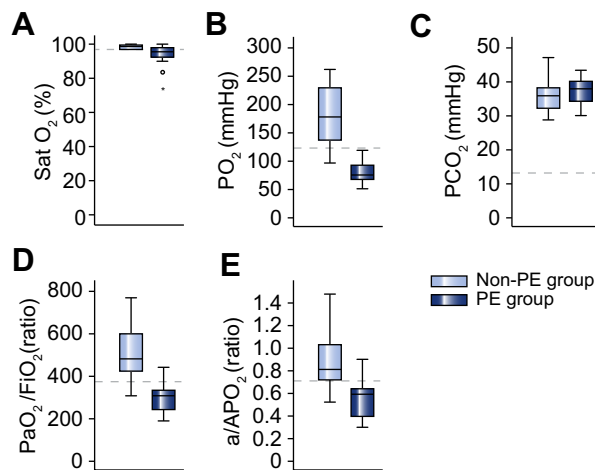 A
Sat O2 (%)
100
80
60
40
20
0
B
PO2 (mmHg)
300
250
200
150
100
50
0
C
PCO2 (mmHg)
50
40
30
20
10
0
D
PaO2/FiO2(ratio)
800
600
400
200
0
E
a/APO2 (ratio)
1.4
1.2
1.0
0.8
0.6
0.4
0.2
0
Non-PE group
PE group